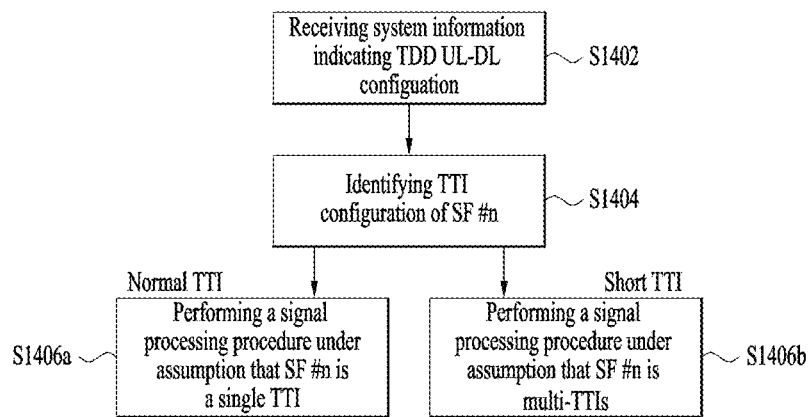 Receiving system information
indicating TDD UL-DL
configuation
S1402
Identifying TTI
configuration of SF #n
S1404
Normal TTI
Short TTI
Performing a signal
processing procedure under
assumption that SF #n is
a single TTI
S1406a
Performing a signal
processing procedure under
assumption that SF #n is
multi-TTIs
S1406b